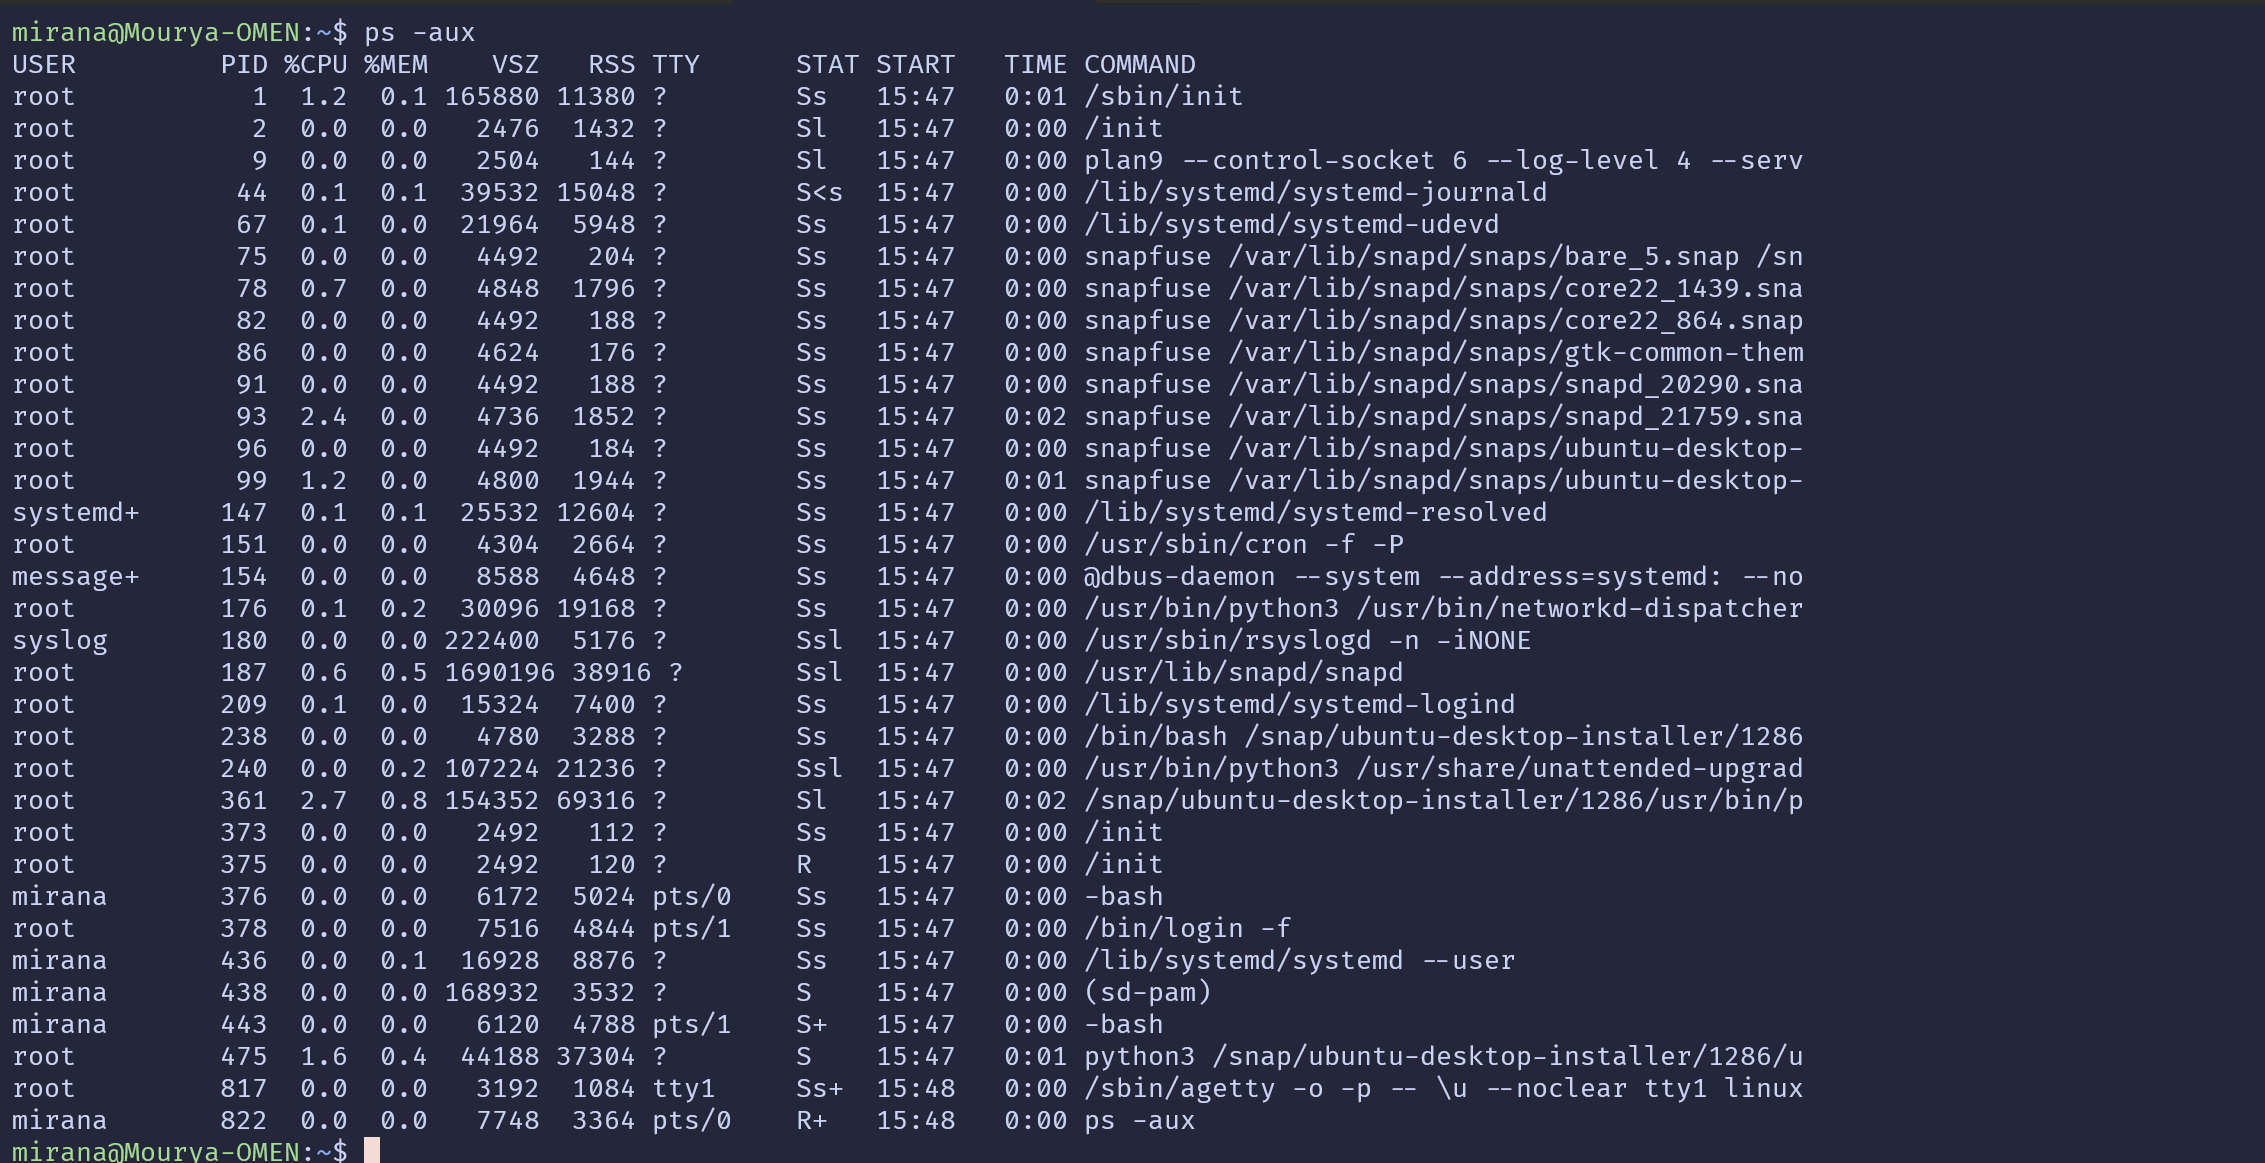 mirana@Mourya-OMEN:~$ ps -aux
USER         PID %CPU %MEM    VSZ   RSS TTY      STAT START   TIME COMMAND
root           1  1.2  0.1 165880 11380 ?        Ss   15:47   0:01 /sbin/init
root           2  0.0  0.0   2476  1432 ?        Sl   15:47   0:00 /init
root           9  0.0  0.0   2504   144 ?        Sl   15:47   0:00 plan9 --control-socket 6 --log-level 4 --serv
root          44  0.1  0.1  39532 15048 ?        S<s  15:47   0:00 /lib/systemd/systemd-journald
root          67  0.1  0.0  21964  5948 ?        Ss   15:47   0:00 /lib/systemd/systemd-udevd
root          75  0.0  0.0   4492   204 ?        Ss   15:47   0:00 snapfuse /var/lib/snapd/snaps/bare_5.snap /sn
root          78  0.7  0.0   4848  1796 ?        Ss   15:47   0:00 snapfuse /var/lib/snapd/snaps/core22_1439.sna
root          82  0.0  0.0   4492   188 ?        Ss   15:47   0:00 snapfuse /var/lib/snapd/snaps/core22_864.snap
root          86  0.0  0.0   4624   176 ?        Ss   15:47   0:00 snapfuse /var/lib/snapd/snaps/gtk-common-them
root          91  0.0  0.0   4492   188 ?        Ss   15:47   0:00 snapfuse /var/lib/snapd/snaps/snapd_20290.sna
root          93  2.4  0.0   4736  1852 ?        Ss   15:47   0:02 snapfuse /var/lib/snapd/snaps/snapd_21759.sna
root          96  0.0  0.0   4492   184 ?        Ss   15:47   0:00 snapfuse /var/lib/snapd/snaps/ubuntu-desktop-
root          99  1.2  0.0   4800  1944 ?        Ss   15:47   0:01 snapfuse /var/lib/snapd/snaps/ubuntu-desktop-
systemd+     147  0.1  0.1  25532 12604 ?        Ss   15:47   0:00 /lib/systemd/systemd-resolved
root         151  0.0  0.0   4304  2664 ?        Ss   15:47   0:00 /usr/sbin/cron -f -P
message+     154  0.0  0.0   8588  4648 ?        Ss   15:47   0:00 @dbus-daemon --system --address=systemd: --no
root         176  0.1  0.2  30096 19168 ?        Ss   15:47   0:00 /usr/bin/python3 /usr/bin/networkd-dispatcher
syslog       180  0.0  0.0 222400  5176 ?        Ssl  15:47   0:00 /usr/sbin/rsyslogd -n -iNONE
root         187  0.6  0.5 1690196 38916 ?       Ssl  15:47   0:00 /usr/lib/snapd/snapd
root         209  0.1  0.0  15324  7400 ?        Ss   15:47   0:00 /lib/systemd/systemd-logind
root         238  0.0  0.0   4780  3288 ?        Ss   15:47   0:00 /bin/bash /snap/ubuntu-desktop-installer/1286
root         240  0.0  0.2 107224 21236 ?        Ssl  15:47   0:00 /usr/bin/python3 /usr/share/unattended-upgrad
root         361  2.7  0.8 154352 69316 ?        Sl   15:47   0:02 /snap/ubuntu-desktop-installer/1286/usr/bin/p
root         373  0.0  0.0   2492   112 ?        Ss   15:47   0:00 /init
root         375  0.0  0.0   2492   120 ?        R    15:47   0:00 /init
mirana       376  0.0  0.0   6172  5024 pts/0    Ss   15:47   0:00 -bash
root         378  0.0  0.0   7516  4844 pts/1    Ss   15:47   0:00 /bin/login -f
mirana       436  0.0  0.1  16928  8876 ?        Ss   15:47   0:00 /lib/systemd/systemd --user
mirana       438  0.0  0.0 168932  3532 ?        S    15:47   0:00 (sd-pam)
mirana       443  0.0  0.0   6120  4788 pts/1    S+   15:47   0:00 -bash
root         475  1.6  0.4  44188 37304 ?        S    15:47   0:01 python3 /snap/ubuntu-desktop-installer/1286/u
root         817  0.0  0.0   3192  1084 tty1     Ss+  15:48   0:00 /sbin/agetty -o -p -- \u --noclear tty1 linux
mirana       822  0.0  0.0   7748  3364 pts/0    R+   15:48   0:00 ps -aux
mirana@Mourya-OMEN:~$